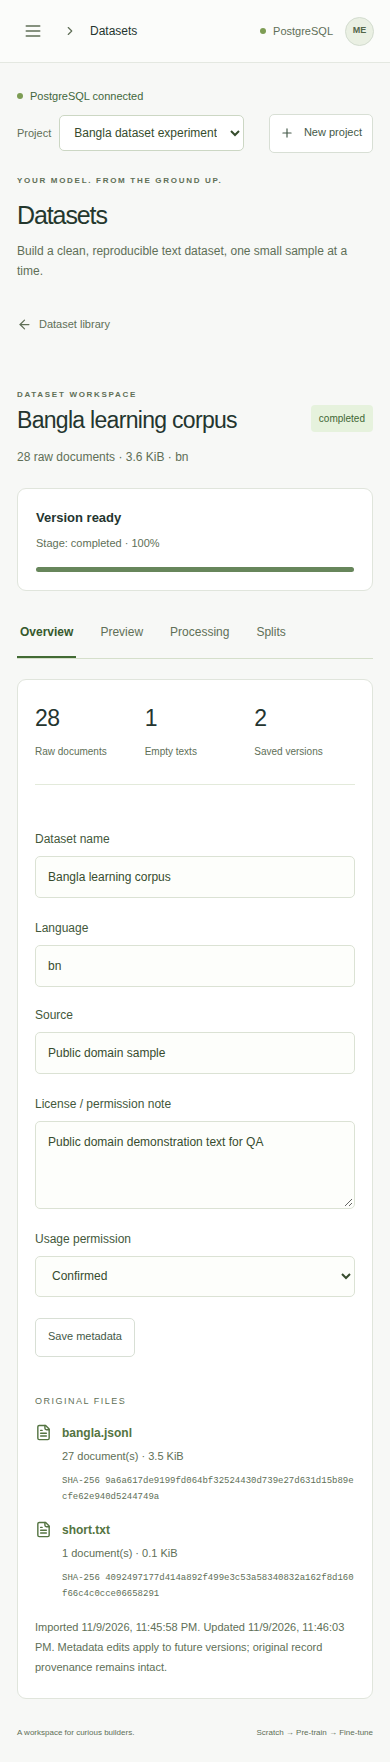 Datasets
PostgreSQL
ME
PostgreSQL connected
Project
Bangla dataset experiment
New project
YOUR MODEL. FROM THE GROUND UP.
Datasets
Build a clean, reproducible text dataset, one small sample at a
time.
Dataset library
DATASET WORKSPACE
Bangla learning corpus
completed
28 raw documents · 3.6 KiB · bn
Version ready
Stage: completed · 100%
Overview
Preview
Processing
Splits
28
1
2
Raw documents
Empty texts
Saved versions
Dataset name
Bangla learning corpus
Language
bn
Source
Public domain sample
License / permission note
Public domain demonstration text for QA
Usage permission
Confirmed
Save metadata
ORIGINAL FILES
bangla.jsonl
27 document(s) · 3.5 KiB
SHA-256 9a6a617de9199fd064bf32524430d739e27d631d15b89e
cfe62e940d5244749a
short.txt
1 document(s) · 0.1 KiB
SHA-256 4092497177d414a892f499e3c53a58340832a162f8d160
f66c4c0cce06658291
Imported 11/9/2026, 11:45:58 PM. Updated 11/9/2026, 11:46:03
PM. Metadata edits apply to future versions; original record
provenance remains intact.
A workspace for curious builders.
Scratch → Pre-train → Fine-tune